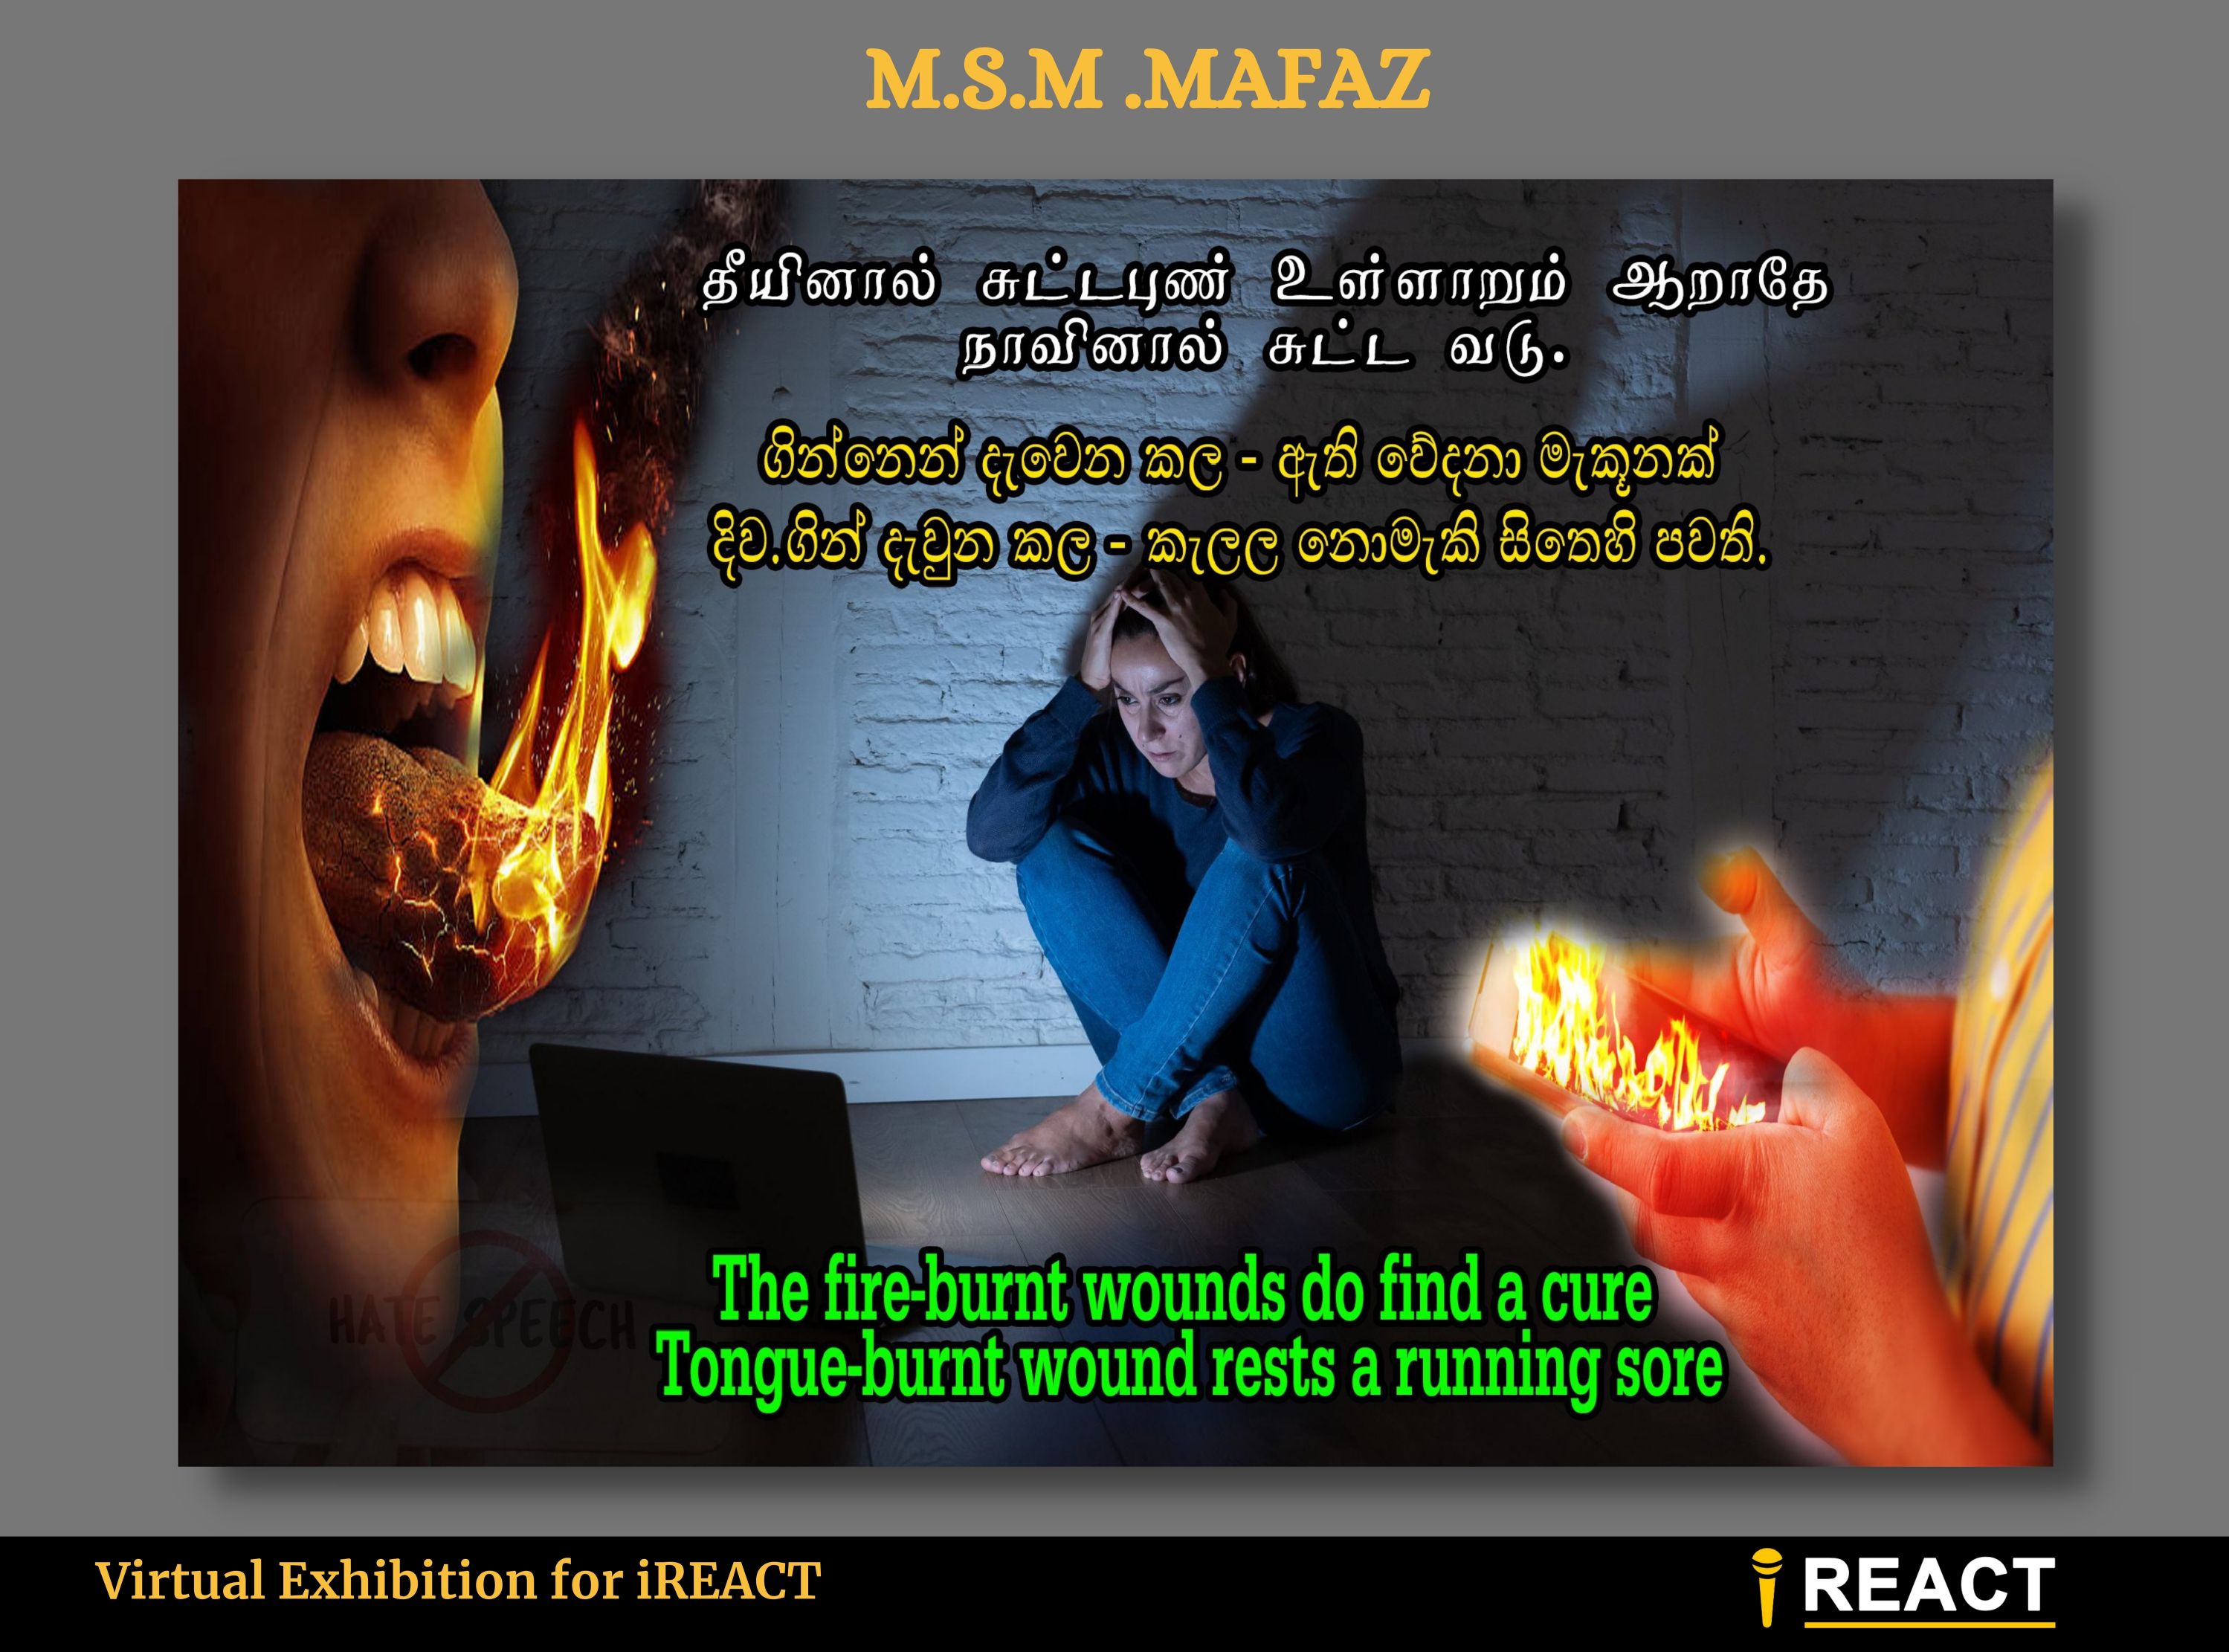 M.S.M .MAFAZ
தீயினால் சுட்டபுண் உள்ளாறும் ஆறாதே
நாவினால் சுட்ட வடு.
ගින්නෙන් දැවෙන කල - ඇති වේදනා මැකූනක්
දිව.ගින් දැවුන කල - කැලල නොමැකි සිතෙහි පවති.
HATE SPEECH
The fire-burnt wounds do find a cure
Tongue-burnt wound rests a running sore
Virtual Exhibition for iREACT
REACT